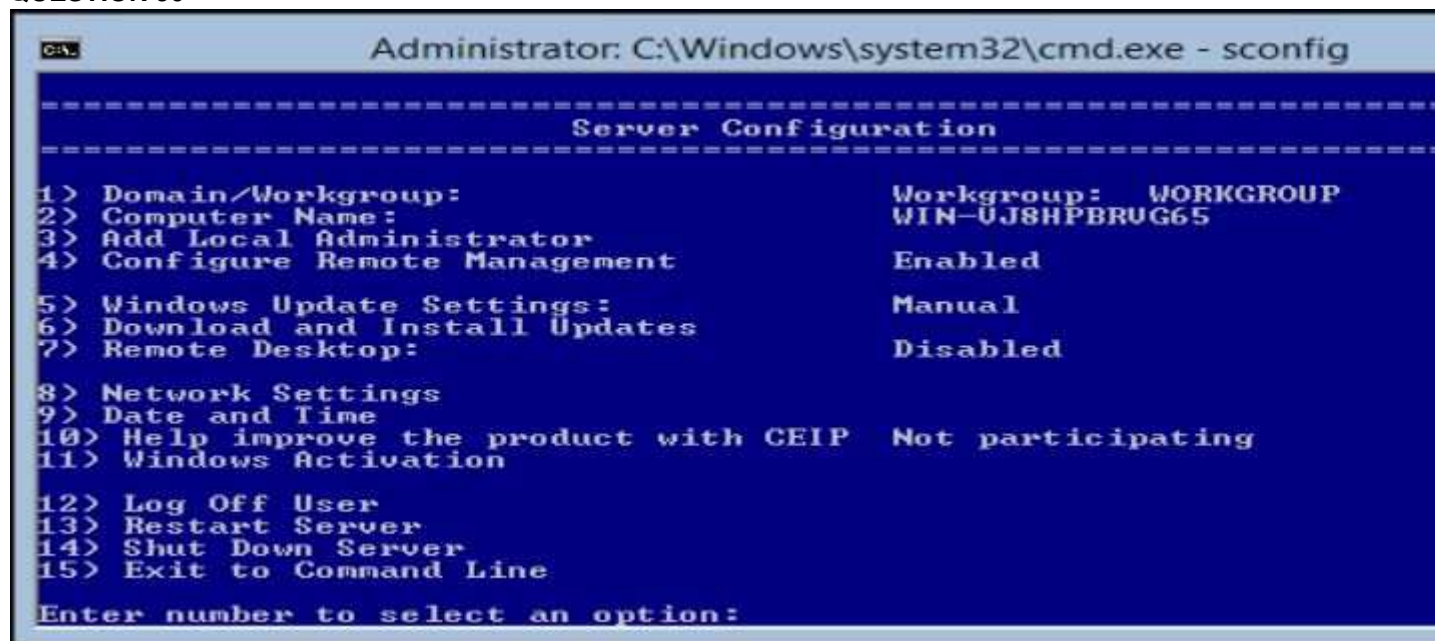 Administrator: C:\Windows\system32\cmd.exe - sconfig
Server Configuration
1) Domain/Workgroup: Workgroup: WORKGROUP
2) Computer Name: WIN-VJ8HPBRVG65
3) Add Local Administrator
4) Configure Remote Management Enabled
5) Windows Update Settings: Manual
6) Download and Install Updates
7) Remote Desktop: Disabled
8) Network Settings
9) Date and Time
10) Help improve the product with CEIP Not participating
11) Windows Activation
12) Log Off User
13) Restart Server
14) Shut Down Server
15) Exit to Command Line
Enter number to select an option: